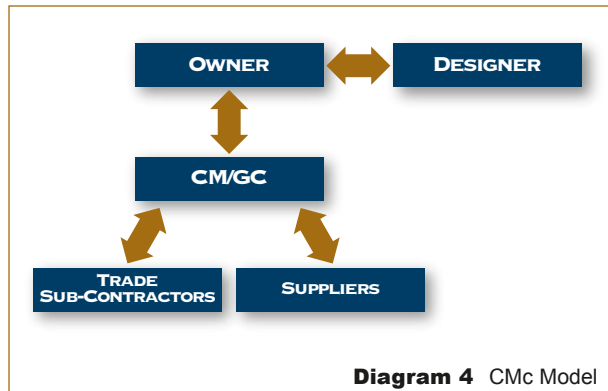 OWNER
DESIGNER
CM/GC
TRADE
SUB-CONTRACTORS
SUPPLIERS
Diagram 4 CMc Model